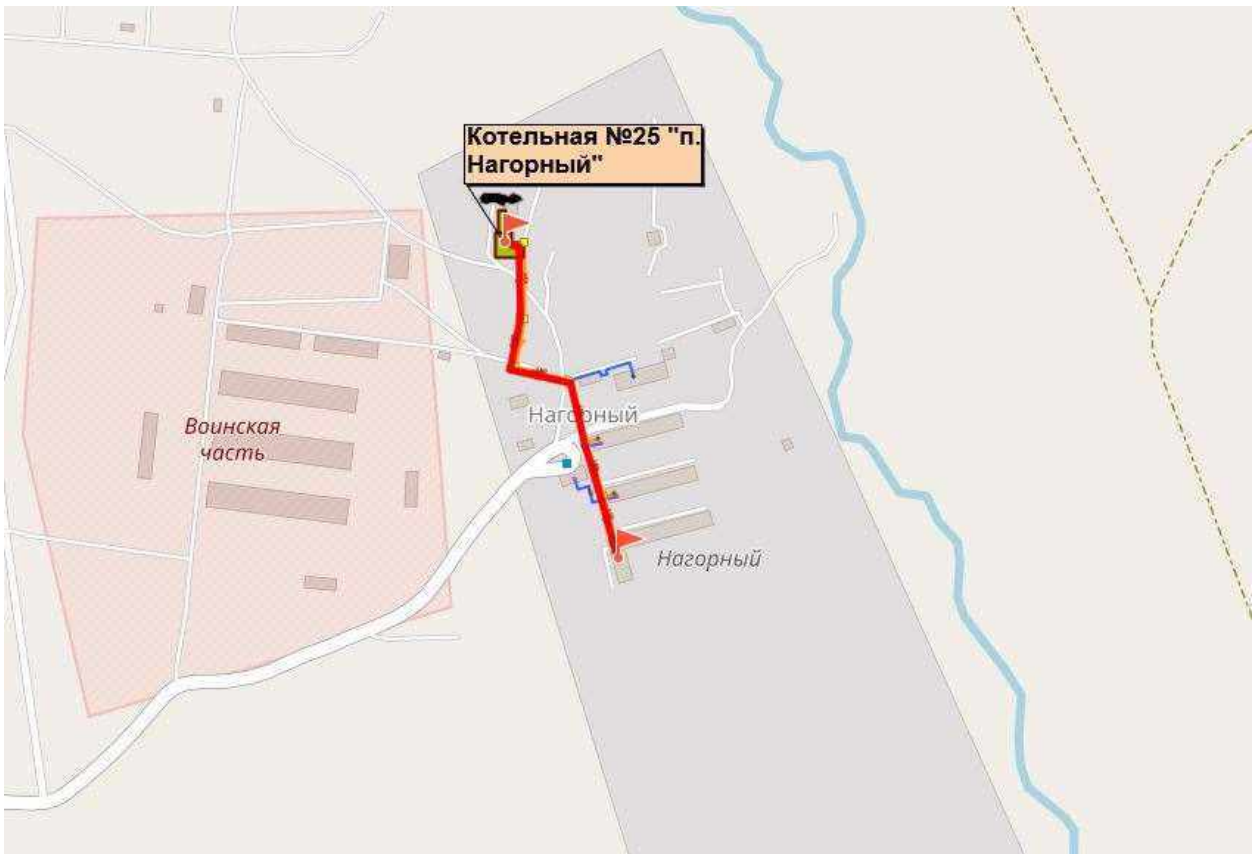 Котельная №25 "п.
Нагорный"
Нагорный
Воинская
часть
Нагорный